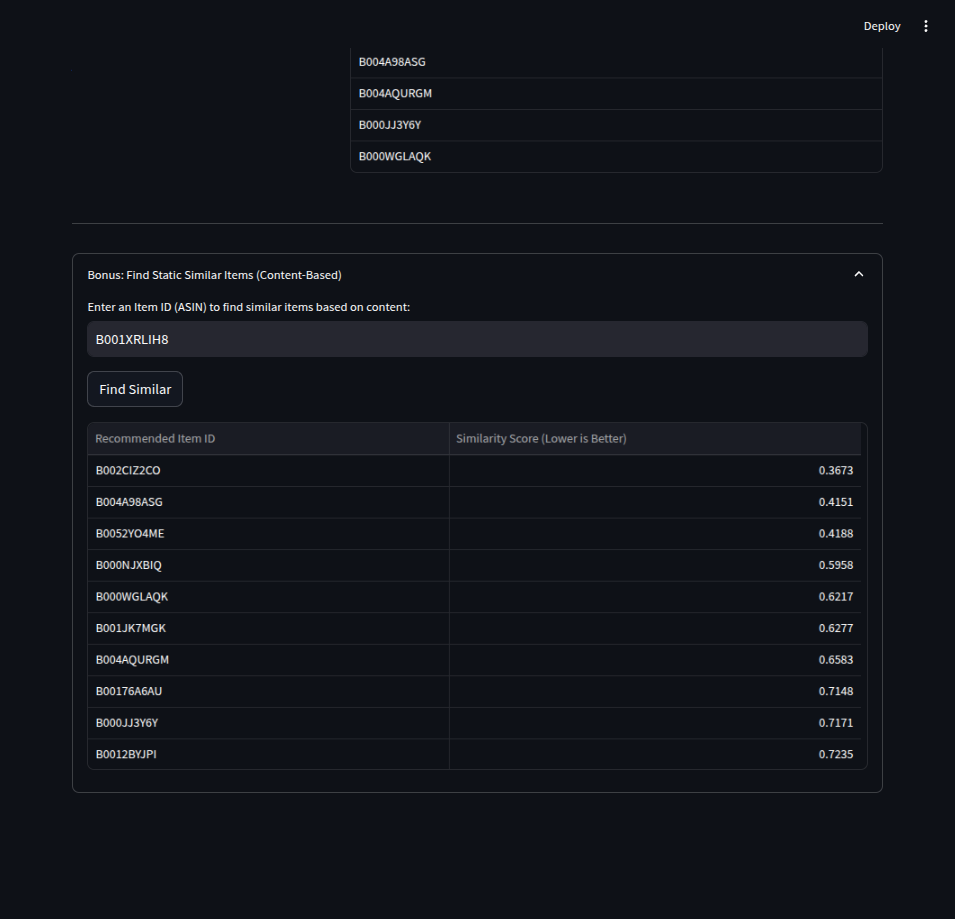 Deploy
B004A98ASG
B004AQURGM
B000JJ3Y6Y
B000WGLAQK
Bonus: Find Static Similar Items (Content-Based)
Enter an Item ID (ASIN) to find similar items based on content:
B001XRLIH8
Find Similar
Recommended Item ID Similarity Score (Lower is Better)
B002CIZ2CO 0.3673
B004A98ASG 0.4151
B0052YO4ME 0.4188
B000NJXBIQ 0.5958
B000WGLAQK 0.6217
B001JK7MGK 0.6277
B004AQURGM 0.6583
B00176A6AU 0.7148
B000JJ3Y6Y 0.7171
B0012BYJPI 0.7235